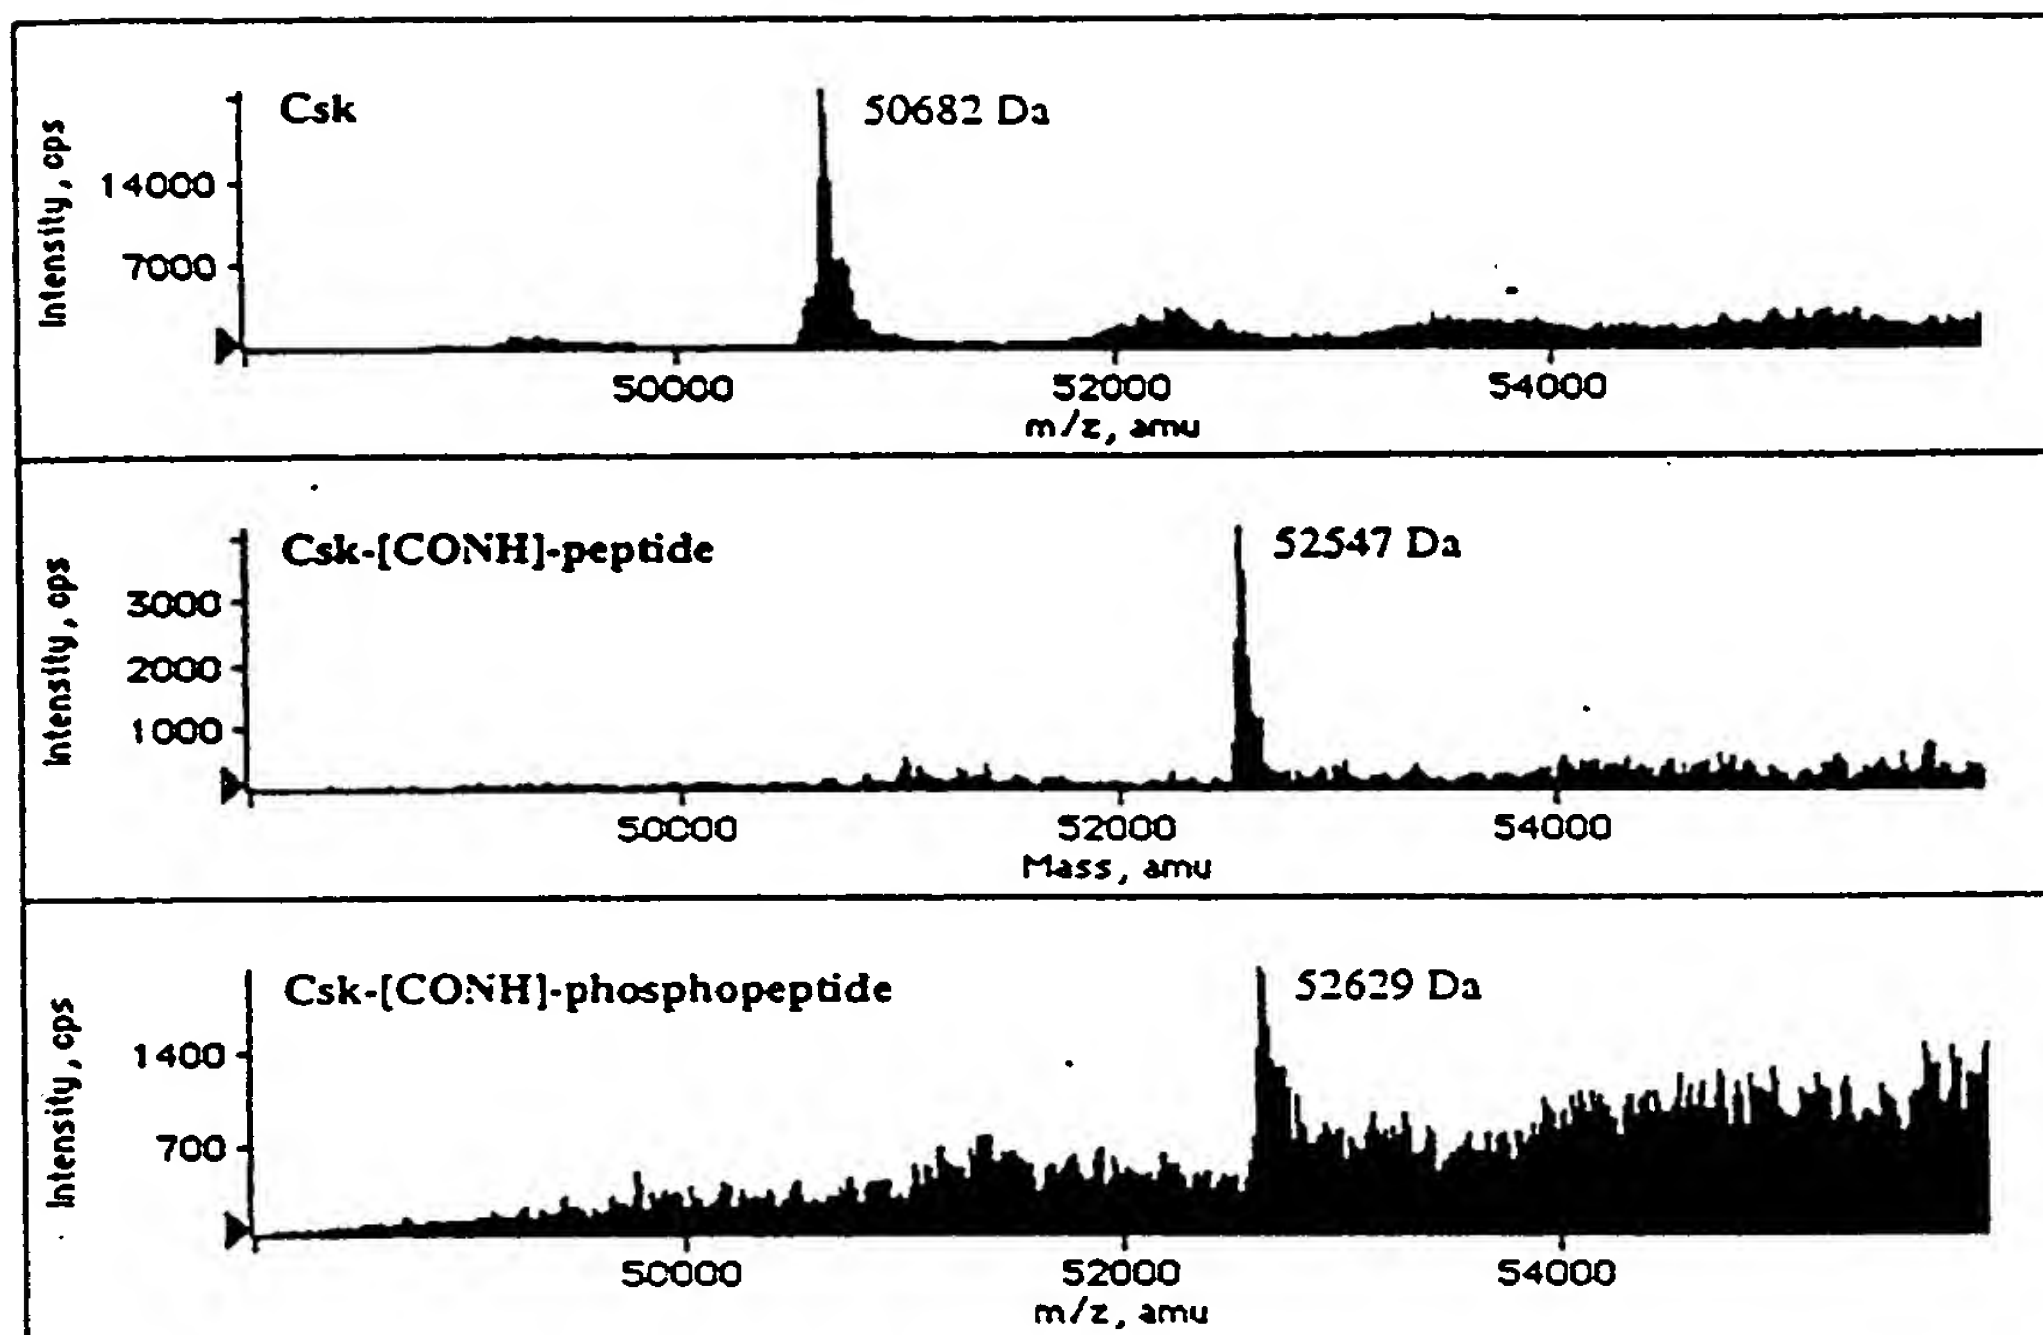 Csk
50682 Da
Intensity, cps
14000
7000
50000
52000
54000
m/z, amu
Csk-[CONH]-peptide
52547 Da
Intensity, cps
3000
2000
1000
50000
52000
54000
Mass, amu
Csk-[CONH]-phosphopeptide
52629 Da
Intensity, cps
1400
700
50000
52000
54000
m/z, amu